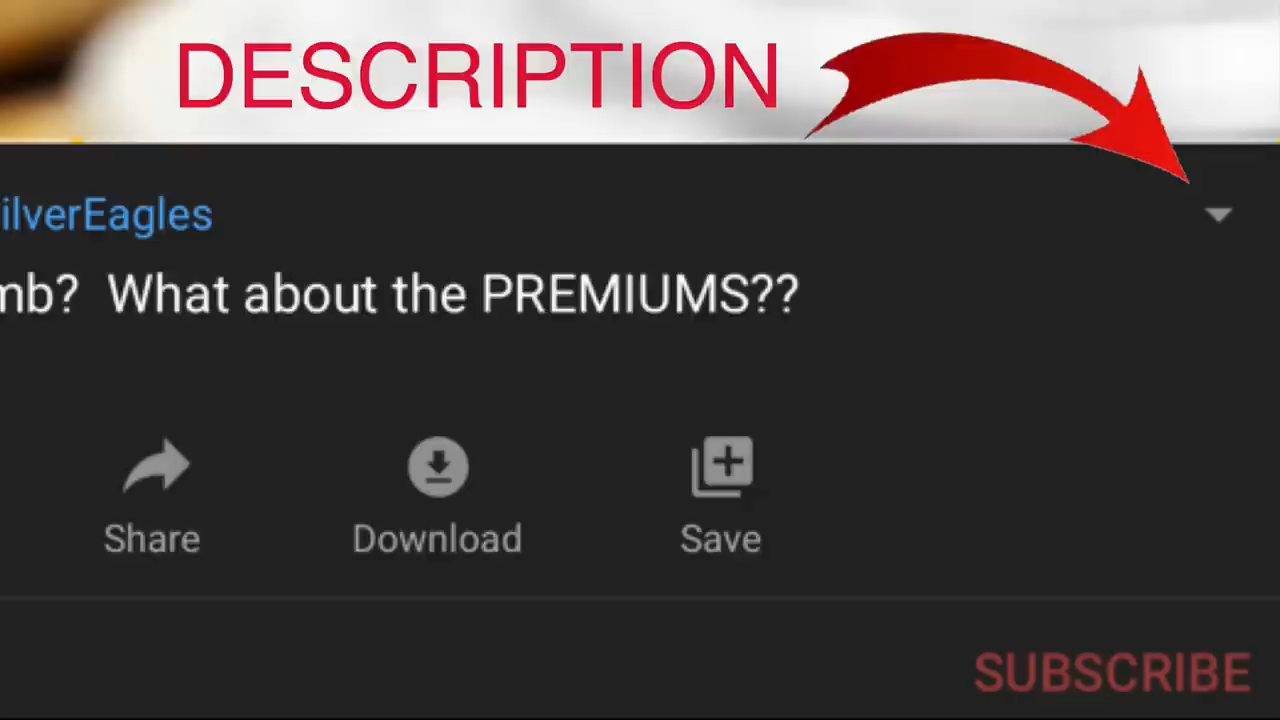 DESCRIPTION
ilverEagles
mb? What about the PREMIUMS??
Share Download Save
SUBSCRIBE